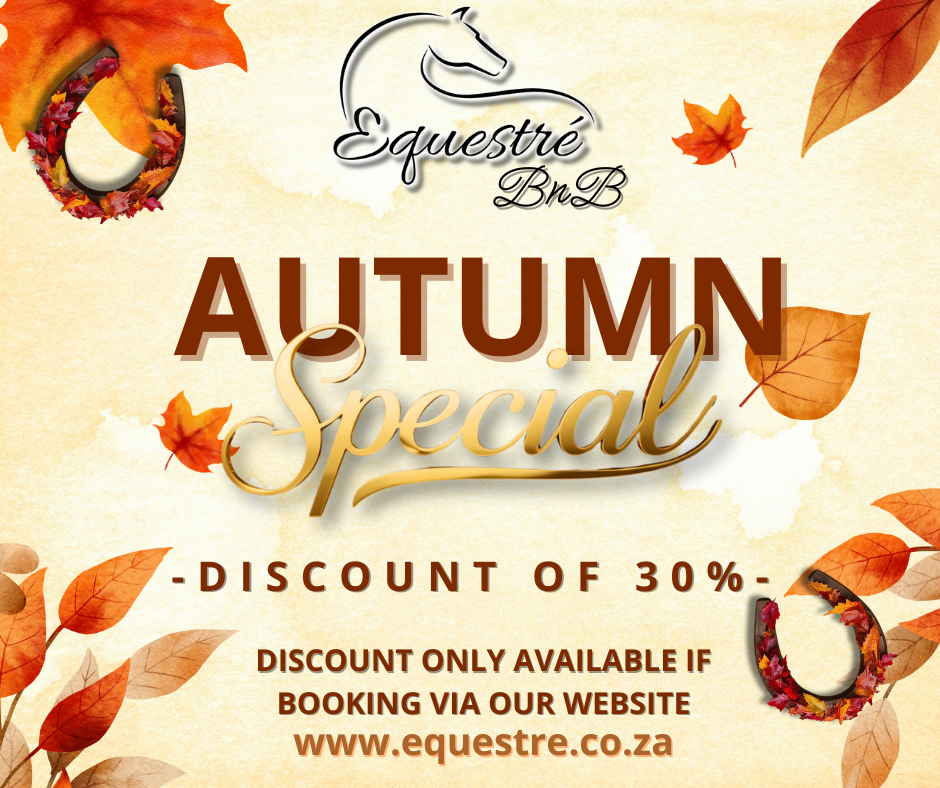 Equestré
BnB
AUTUMN
Special
-DISCOUNT OF 30%-
DISCOUNT ONLY AVAILABLE IF
BOOKING VIA OUR WEBSITE
www.equestre.co.za